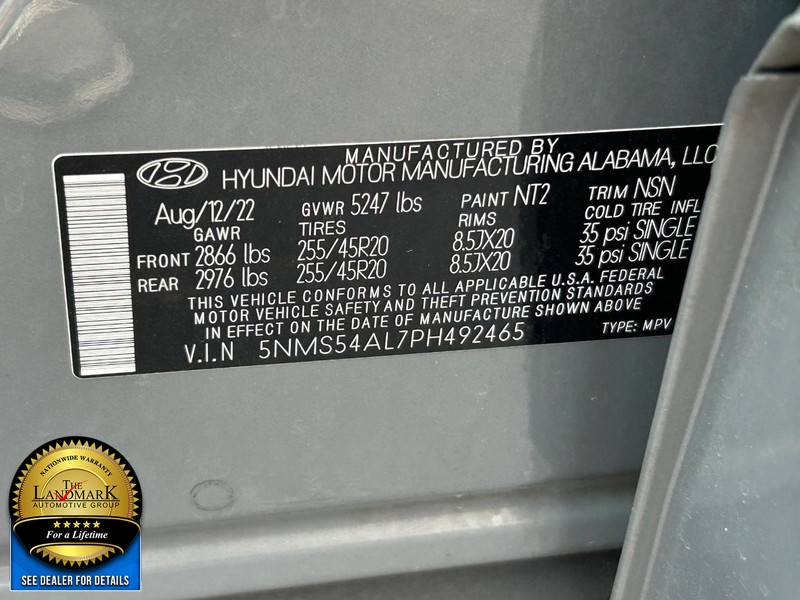 MANUFACTURED BY
HYUNDAI MOTOR MANUFACTURING ALABAMA, LLC
Aug/12/22 GVWR 5247 lbs PAINT NT2 TRIM NSN
GAWR TIRES RIMS COLD TIRE INFL
FRONT 2866 lbs 255/45R20 8.5JX20 35 psi SINGLE
REAR 2976 lbs 255/45R20 8.5JX20 35 psi SINGLE
THIS VEHICLE CONFORMS TO ALL APPLICABLE U.S.A. FEDERAL
MOTOR VEHICLE SAFETY AND THEFT PREVENTION STANDARDS
IN EFFECT ON THE DATE OF MANUFACTURE SHOWN ABOVE
V.I.N 5NMS54AL7PH492465 TYPE: MPV
NATIONWIDE WARRANTY
THE
LANDMARK
AUTOMOTIVE GROUP
For a Lifetime
SEE DEALER FOR DETAILS